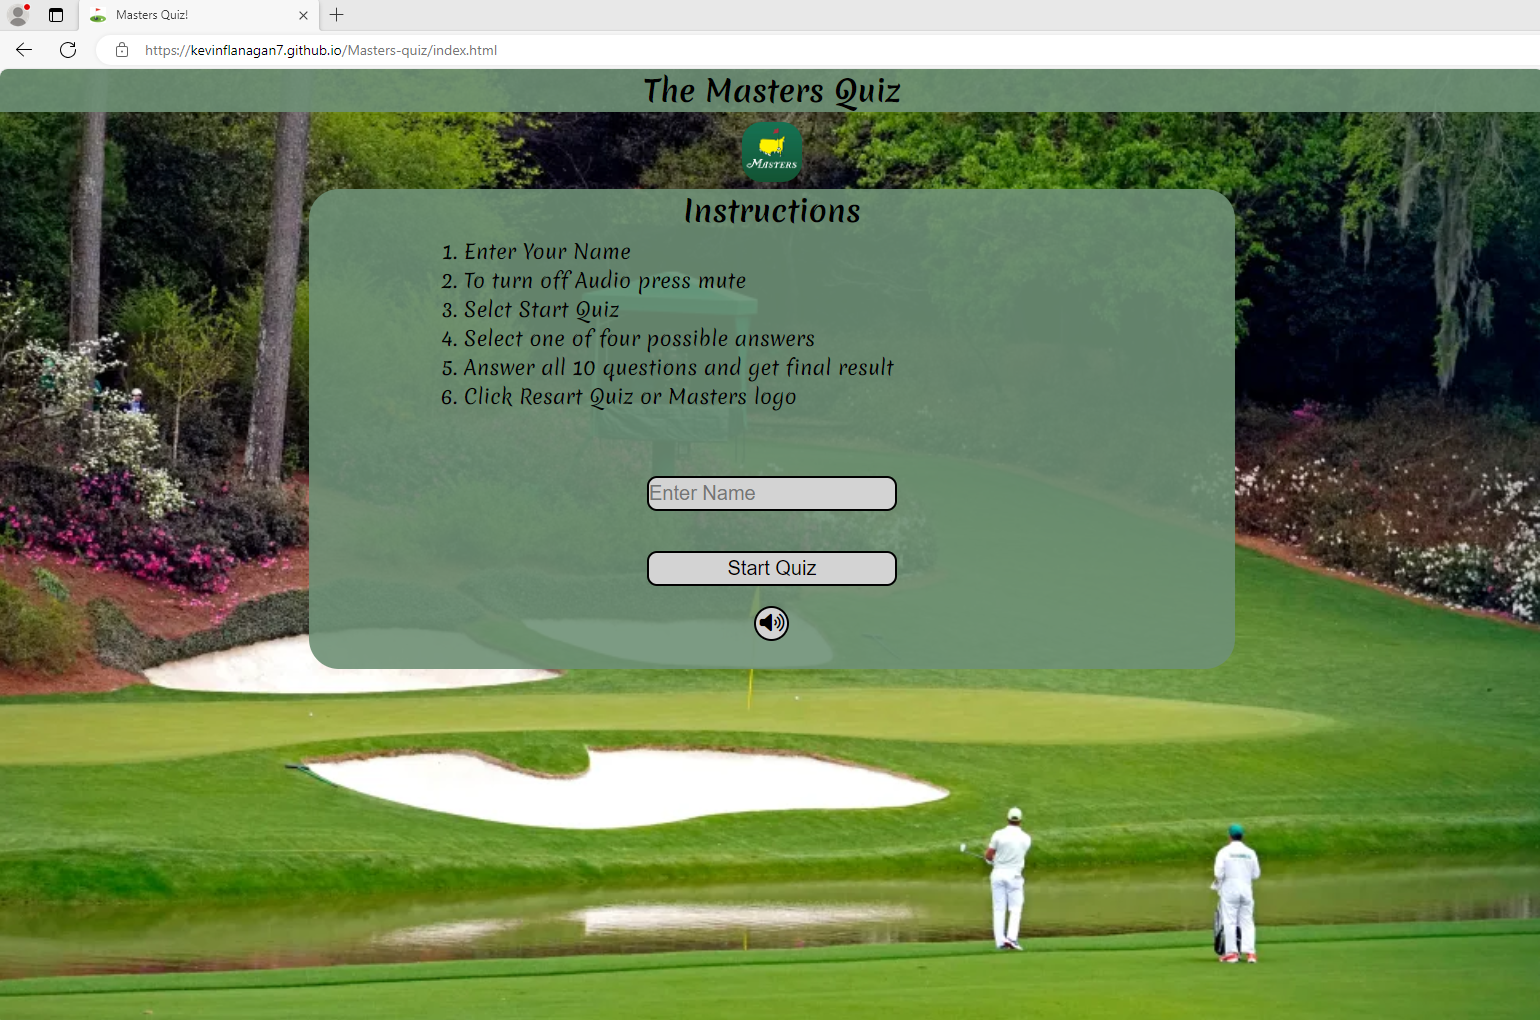 Masters Quiz!
https://kevinflanagan7.github.io/Masters-quiz/index.html
The Masters Quiz
MASTERS
Instructions
1. Enter Your Name
2. To turn off Audio press mute
3. Selct Start Quiz
4. Select one of four possible answers
5. Answer all 10 questions and get final result
6. Click Resart Quiz or Masters logo
Enter Name
Start Quiz